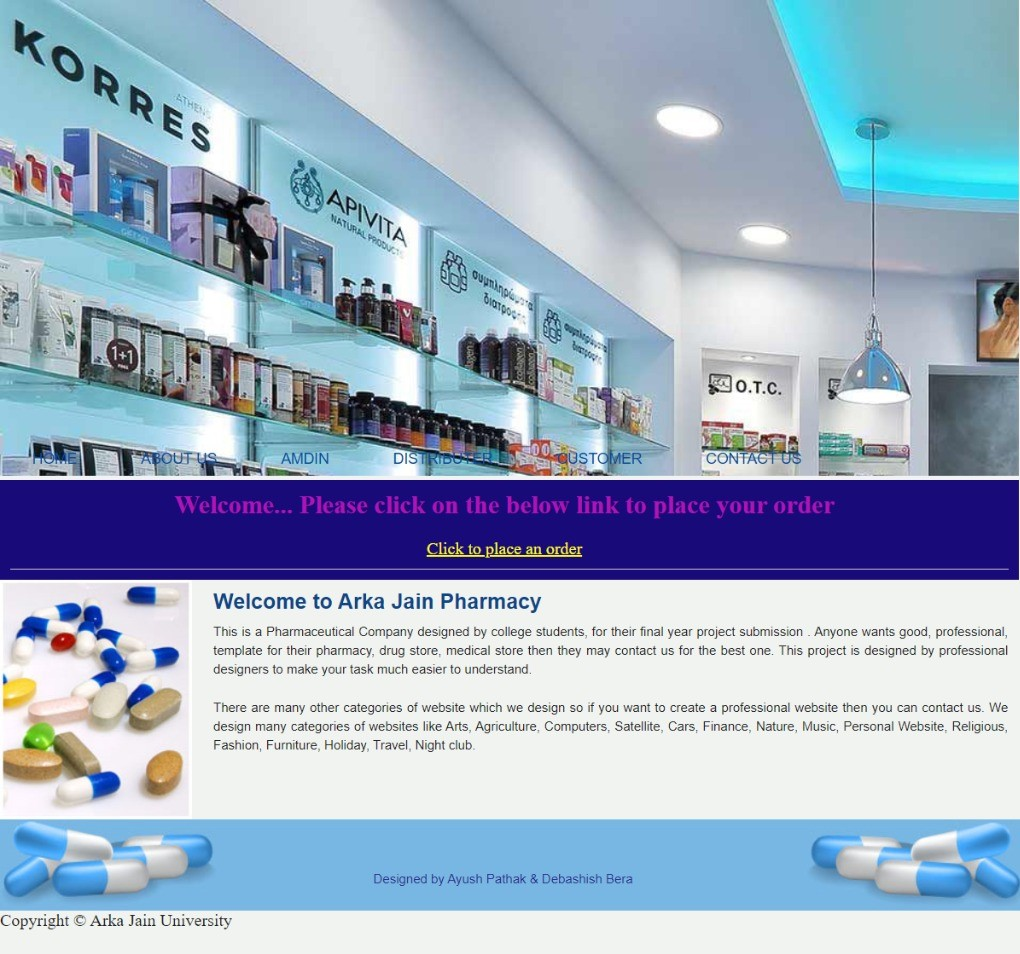 KORRES
ATHENS
APIVITA
NATURAL PRODUCTS
συμπληρώματα
διατροφής
συμπληρώματα
διατροφής
1+1
O.T.C.
HOME ABOUT US AMDIN DISTRIBUTER CUSTOMER CONTACT US
Welcome... Please click on the below link to place your order
Click to place an order
Welcome to Arka Jain Pharmacy
This is a Pharmaceutical Company designed by college students, for their final year project submission . Anyone wants good, professional,
template for their pharmacy, drug store, medical store then they may contact us for the best one. This project is designed by professional
designers to make your task much easier to understand.
There are many other categories of website which we design so if you want to create a professional website then you can contact us. We
design many categories of websites like Arts, Agriculture, Computers, Satellite, Cars, Finance, Nature, Music, Personal Website, Religious,
Fashion, Furniture, Holiday, Travel, Night club.
Designed by Ayush Pathak & Debashish Bera
Copyright © Arka Jain University